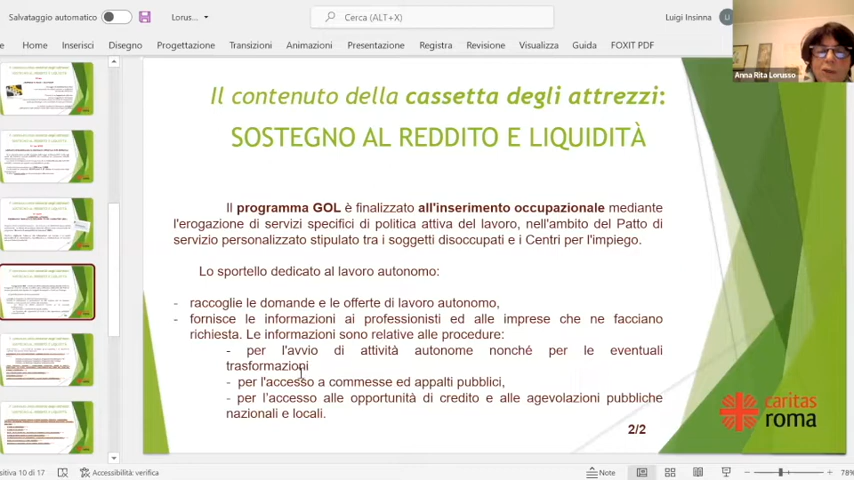 Salvataggio automatico
Lorus...
Cerca (ALT+X)
Luigi Insinna
Home Inserisci Disegno Progettazione Transizioni Animazioni Presentazione Registra Revisione Visualizza Guida FOXIT PDF
Anna Rita Lorusso
Il contenuto della cassetta degli attrezzi:
SOSTEGNO AL REDDITO E LIQUIDITÀ
Il programma GOL è finalizzato all'inserimento occupazionale mediante
l'erogazione di servizi specifici di politica attiva del lavoro, nell'ambito del Patto di
servizio personalizzato stipulato tra i soggetti disoccupati e i Centri per l'impiego.
Lo sportello dedicato al lavoro autonomo:
- raccoglie le domande e le offerte di lavoro autonomo,
- fornisce le informazioni ai professionisti ed alle imprese che ne facciano
richiesta. Le informazioni sono relative alle procedure:
- per l'avvio di attività autonome nonché per le eventuali
trasformazioni
- per l'accesso a commesse ed appalti pubblici,
- per l'accesso alle opportunità di credito e alle agevolazioni pubbliche
nazionali e locali.
caritas
roma
2/2
sitiva 10 di 17 Accessibilità: verifica Note 78%